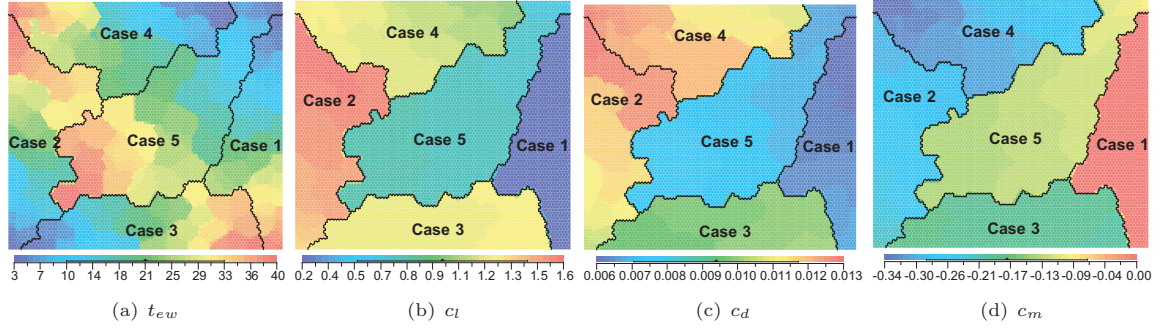 Case 4
Case 2
Case 5
Case 1
Case 3
3 7 10 14 18 21 25 29 33 36 40
(a) t_ew
Case 4
Case 2
Case 5
Case 1
Case 3
0.2 0.4 0.5 0.6 0.8 0.9 1.0 1.2 1.3 1.5 1.6
(b) c_l
Case 4
Case 2
Case 5
Case 1
Case 3
0.006 0.007 0.008 0.009 0.010 0.011 0.012 0.013
(c) c_d
Case 4
Case 2
Case 5
Case 1
Case 3
-0.34 -0.30 -0.26 -0.21 -0.17 -0.13 -0.09 -0.04 0.00
(d) c_m